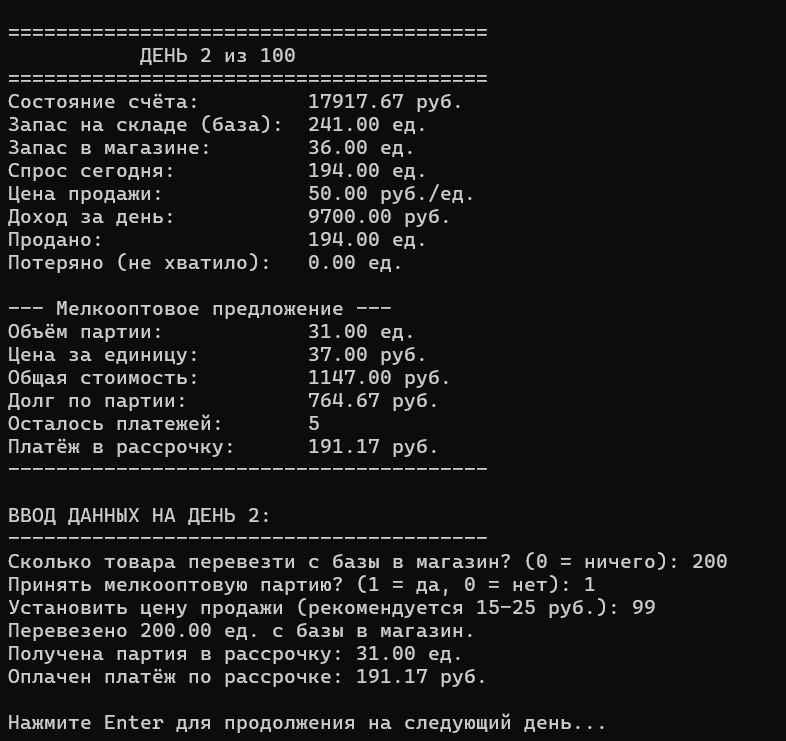 ========================================
ДЕНЬ 2 из 100
========================================
Состояние счёта: 17917.67 руб.
Запас на складе (база): 241.00 ед.
Запас в магазине: 36.00 ед.
Спрос сегодня: 194.00 ед.
Цена продажи: 50.00 руб./ед.
Доход за день: 9700.00 руб.
Продано: 194.00 ед.
Потеряно (не хватило): 0.00 ед.
--- Мелкооптовое предложение ---
Объём партии: 31.00 ед.
Цена за единицу: 37.00 руб.
Общая стоимость: 1147.00 руб.
Долг по партии: 764.67 руб.
Осталось платежей: 5
Платёж в рассрочку: 191.17 руб.
----------------------------------------
ВВОД ДАННЫХ НА ДЕНЬ 2:
----------------------------------------
Сколько товара перевезти с базы в магазин? (0 = ничего): 200
Принять мелкооптовую партию? (1 = да, 0 = нет): 1
Установить цену продажи (рекомендуется 15-25 руб.): 99
Перевезено 200.00 ед. с базы в магазин.
Получена партия в рассрочку: 31.00 ед.
Оплачен платёж по рассрочке: 191.17 руб.
Нажмите Enter для продолжения на следующий день...